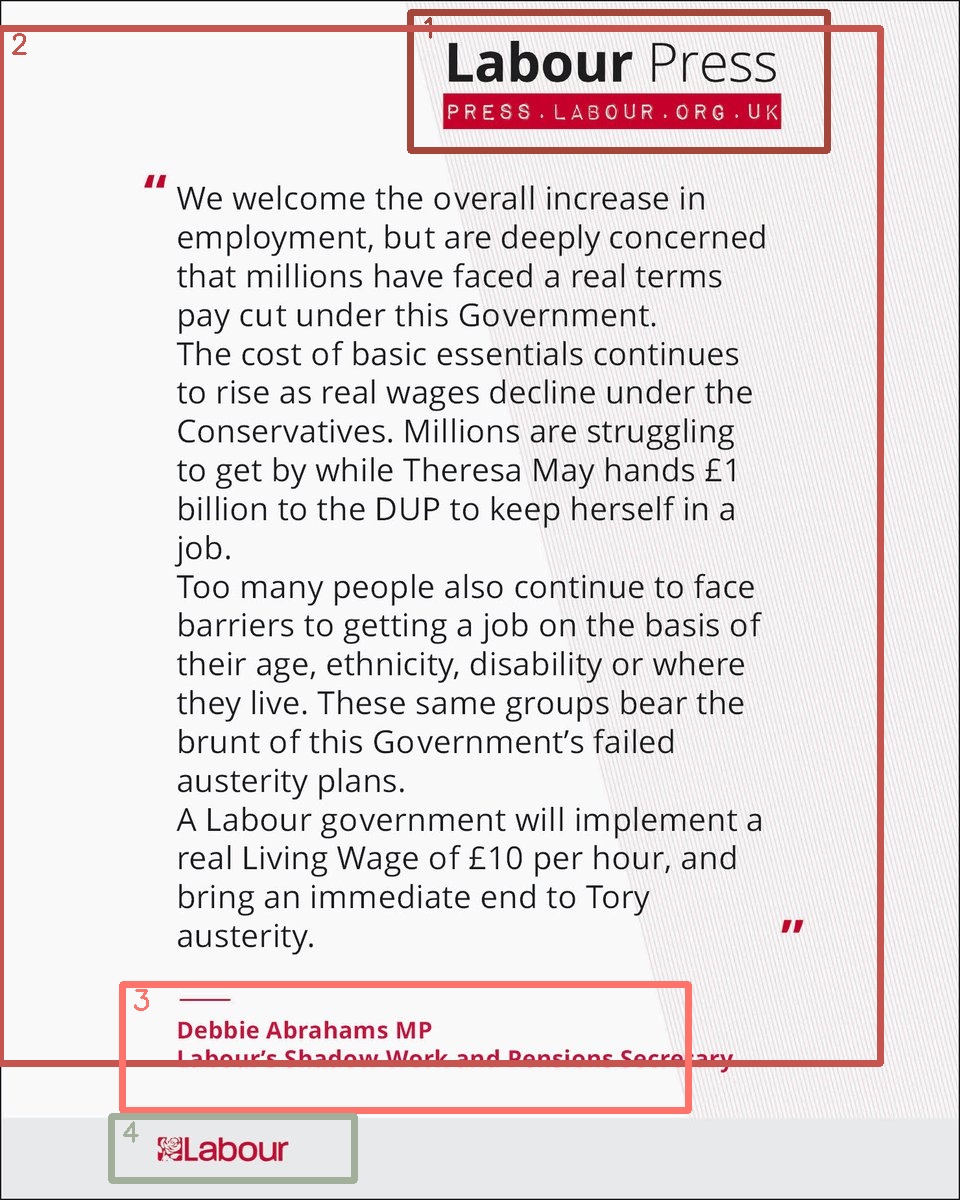 Labour Press
PRESS.LABOUR.ORG.UK
“ We welcome the overall increase in
employment, but are deeply concerned
that millions have faced a real terms
pay cut under this Government.
The cost of basic essentials continues
to rise as real wages decline under the
Conservatives. Millions are struggling
to get by while Theresa May hands £1
billion to the DUP to keep herself in a
job.
Too many people also continue to face
barriers to getting a job on the basis of
their age, ethnicity, disability or where
they live. These same groups bear the
brunt of this Government’s failed
austerity plans.
A Labour government will implement a
real Living Wage of £10 per hour, and
bring an immediate end to Tory
austerity. ”
Debbie Abrahams MP
Labour’s Shadow Work and Pensions Secretary
Labour
1
2
3
4